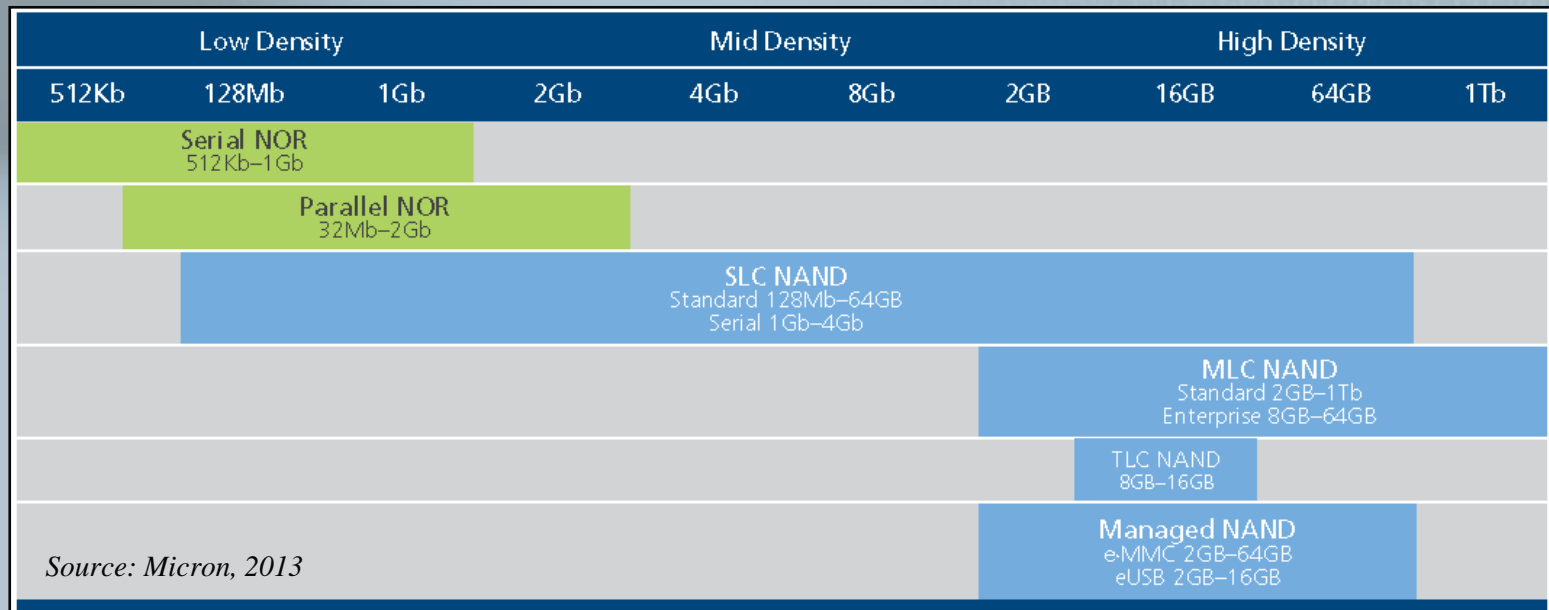 Low Density Mid Density High Density
512Kb 128Mb 1Gb 2Gb 4Gb 8Gb 2GB 16GB 64GB 1Tb
Serial NOR
512Kb–1Gb
Parallel NOR
32Mb–2Gb
SLC NAND
Standard 128Mb–64GB
Serial 1Gb–4Gb
MLC NAND
Standard 2GB–1Tb
Enterprise 8GB–64GB
TLC NAND
8GB–16GB
Managed NAND
e·MMC 2GB–64GB
eUSB 2GB–16GB
Source: Micron, 2013